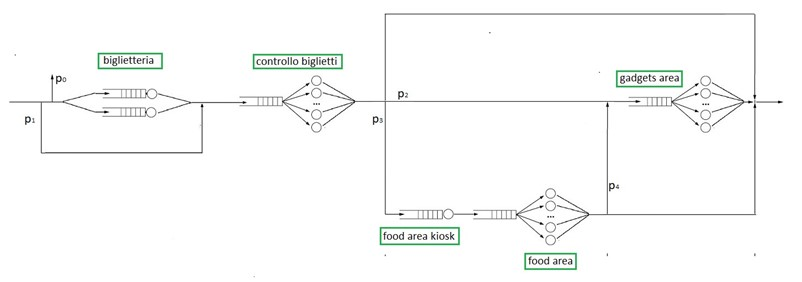 biglietteria
controllo biglietti
gadgets area
p0
p1
p2
p3
...
...
p4
...
food area kiosk
food area